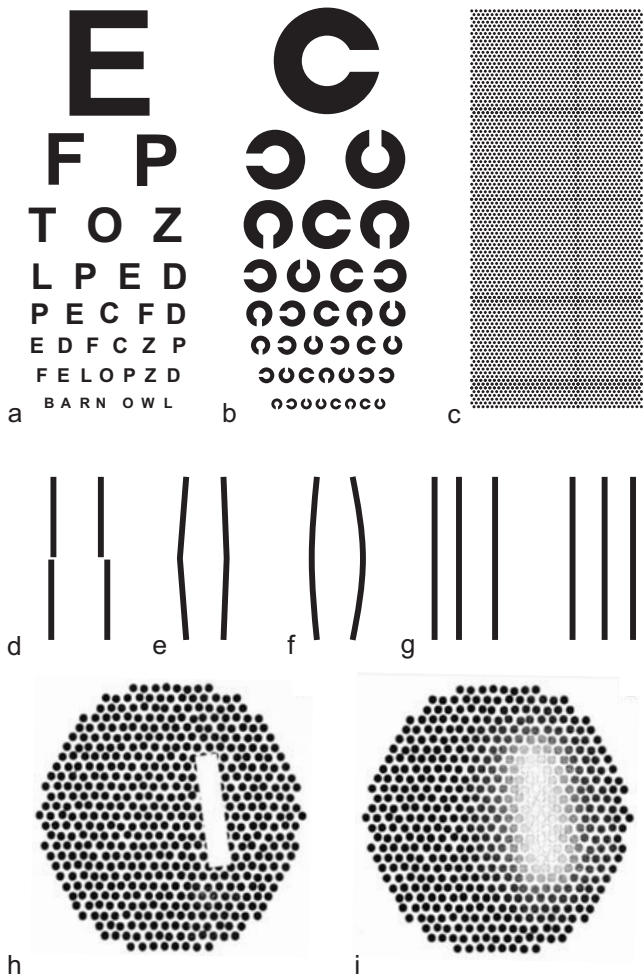 E
F P
T O Z
L P E D
P E C F D
E D F C Z P
F E L O P Z D
B A R N O W L
a
b
c
d
e
f
g
h
i